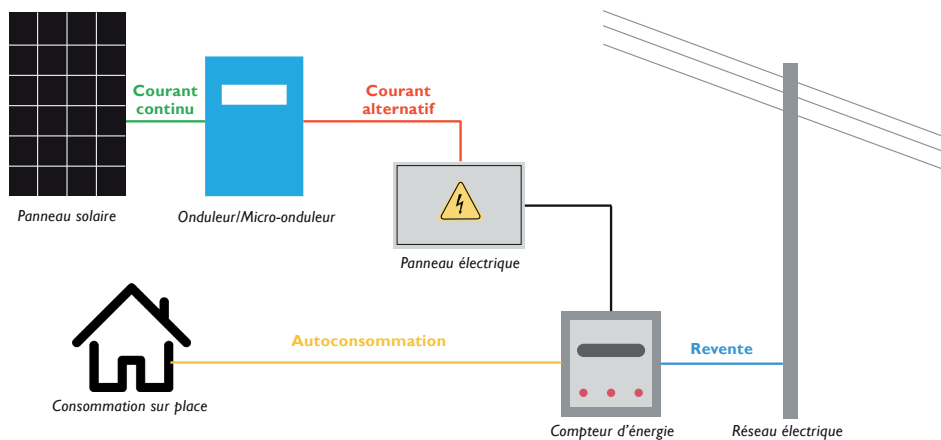 Courant
continu
Courant
alternatif
Panneau solaire
Onduleur/Micro-onduleur
Panneau électrique
Autoconsommation
Revente
Consommation sur place
Compteur d'énergie
Réseau électrique